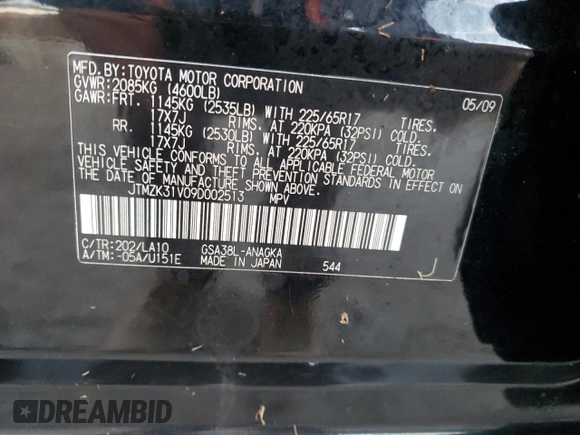 MFD.BY:TOYOTA MOTOR CORPORATION 05/09
GVWR:2085KG (4600LB)
GAWR:FRT. 1145KG (2535LB) WITH 225/65R17 TIRES.
17X7J RIMS. AT 220KPA (32PSI) COLD.
RR. 1145KG (2530LB) WITH 225/65R17 TIRES.
17X7J RIMS. AT 220KPA (32PSI) COLD.
THIS VEHICLE CONFORMS TO ALL APPLICABLE FEDERAL MOTOR
VEHICLE SAFETY AND THEFT PREVENTION STANDARDS IN EFFECT ON
THE DATE OF MANUFACTURE SHOWN ABOVE.
JTMZK31V09D002513 MPV
C/TR:202/LA10 GSA38L-ANAGKA
A/TM:-05A/U151E MADE IN JAPAN 544 J
DREAMBID